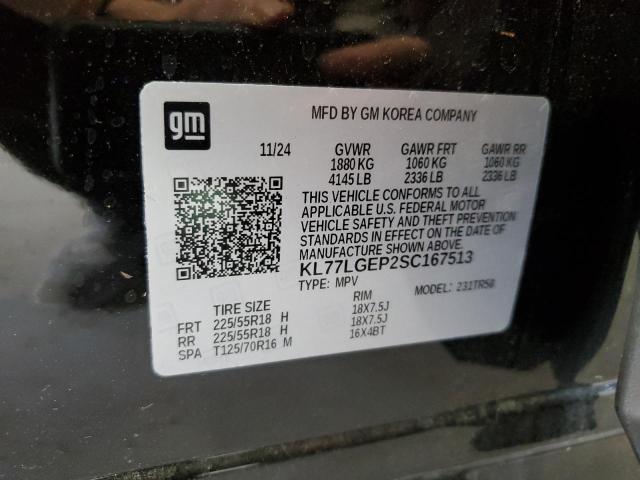 gm
MFD BY GM KOREA COMPANY
11/24 GVWR GAWR FRT GAWR RR
1880 KG 1060 KG 1060 KG
4145 LB 2336 LB 2336 LB
THIS VEHICLE CONFORMS TO ALL
APPLICABLE U.S. FEDERAL MOTOR
VEHICLE SAFETY AND THEFT PREVENTION
STANDARDS IN EFFECT ON THE DATE OF
MANUFACTURE SHOWN ABOVE.
KL77LGEP2SC167513
TYPE: MPV MODEL: 231TR58
TIRE SIZE RIM
FRT 225/55R18 H 18X7.5J
RR 225/55R18 H 18X7.5J
SPA T125/70R16 M 16X4BT